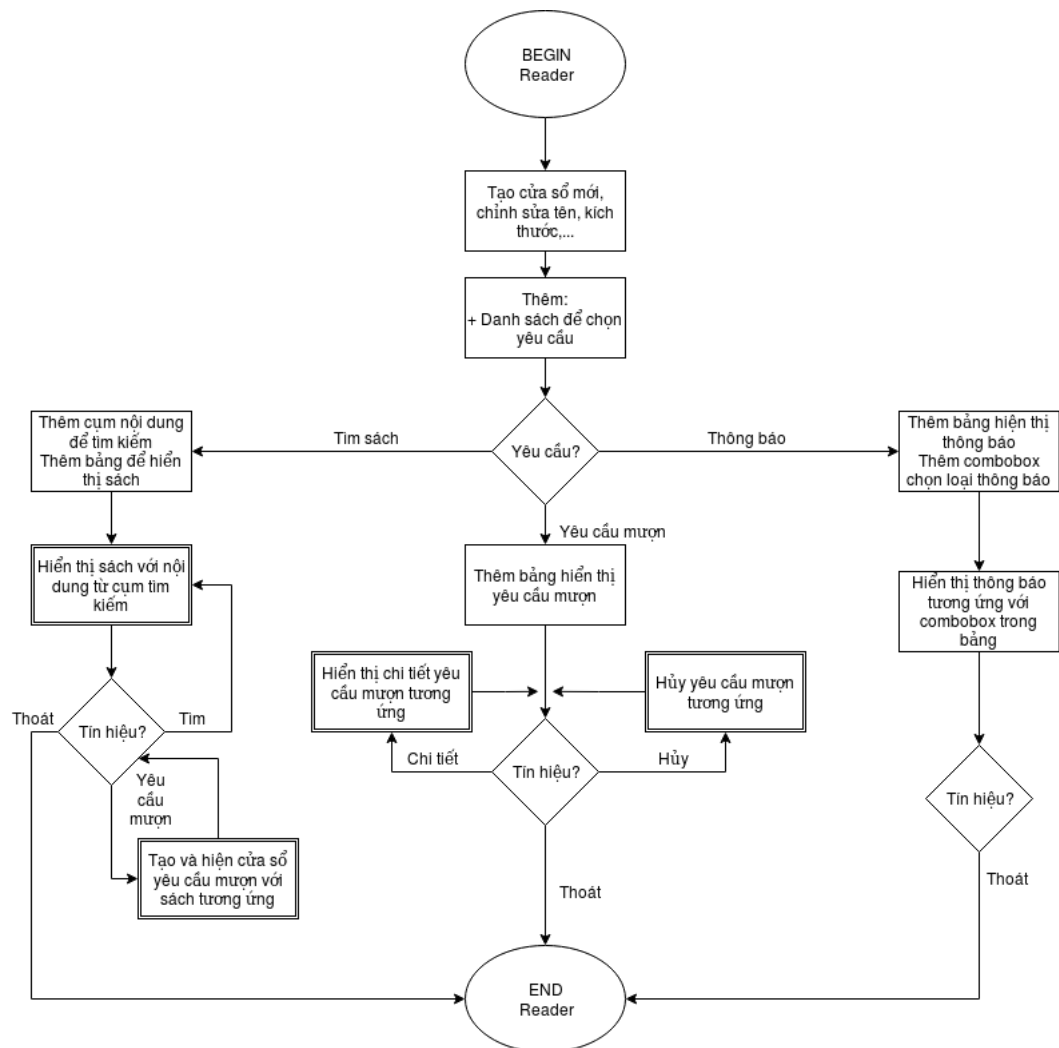 BEGIN
Reader
Tạo cửa sổ mới,
chỉnh sửa tên, kích
thước,...
Thêm:
+ Danh sách để chọn
yêu cầu
Yêu cầu?
Tìm sách
Thông báo
Yêu cầu mượn
Thêm cụm nội dung
để tìm kiếm
Thêm bảng để hiển
thị sách
Hiển thị sách với nội
dung từ cụm tìm
kiếm
Tín hiệu?
Thoát
Tìm
Yêu
cầu
mượn
Tạo và hiện cửa sổ
yêu cầu mượn với
sách tương ứng
Thêm bảng hiển thị
yêu cầu mượn
Hiển thị chi tiết yêu
cầu mượn tương
ứng
Hủy yêu cầu mượn
tương ứng
Chi tiết
Tín hiệu?
Hủy
Thoát
Thêm bảng hiện thị
thông báo
Thêm combobox
chọn loại thông báo
Hiển thị thông báo
tương ứng với
combobox trong
bảng
Tín hiệu?
Thoát
END
Reader